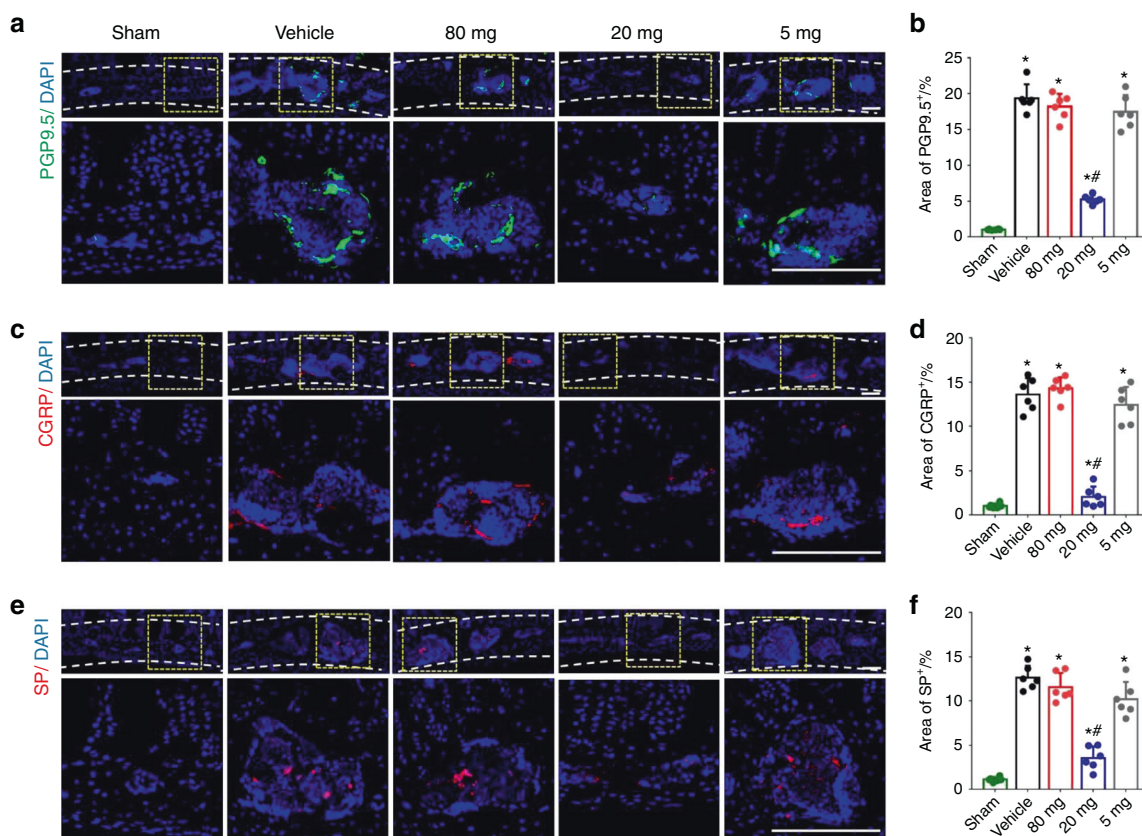 a
Sham
Vehicle
80 mg
20 mg
5 mg
PGP9.5/ DAPI
b
Area of PGP9.5⁺/%
25
20
15
10
5
0
*
*
*#
*
Sham
Vehicle
80 mg
20 mg
5 mg
c
CGRP/ DAPI
d
Area of CGRP⁺/%
20
15
10
5
0
*
*
*#
*
Sham
Vehicle
80 mg
20 mg
5 mg
e
SP/ DAPI
f
Area of SP⁺/%
20
15
10
5
0
*
*
*#
*
Sham
Vehicle
80 mg
20 mg
5 mg